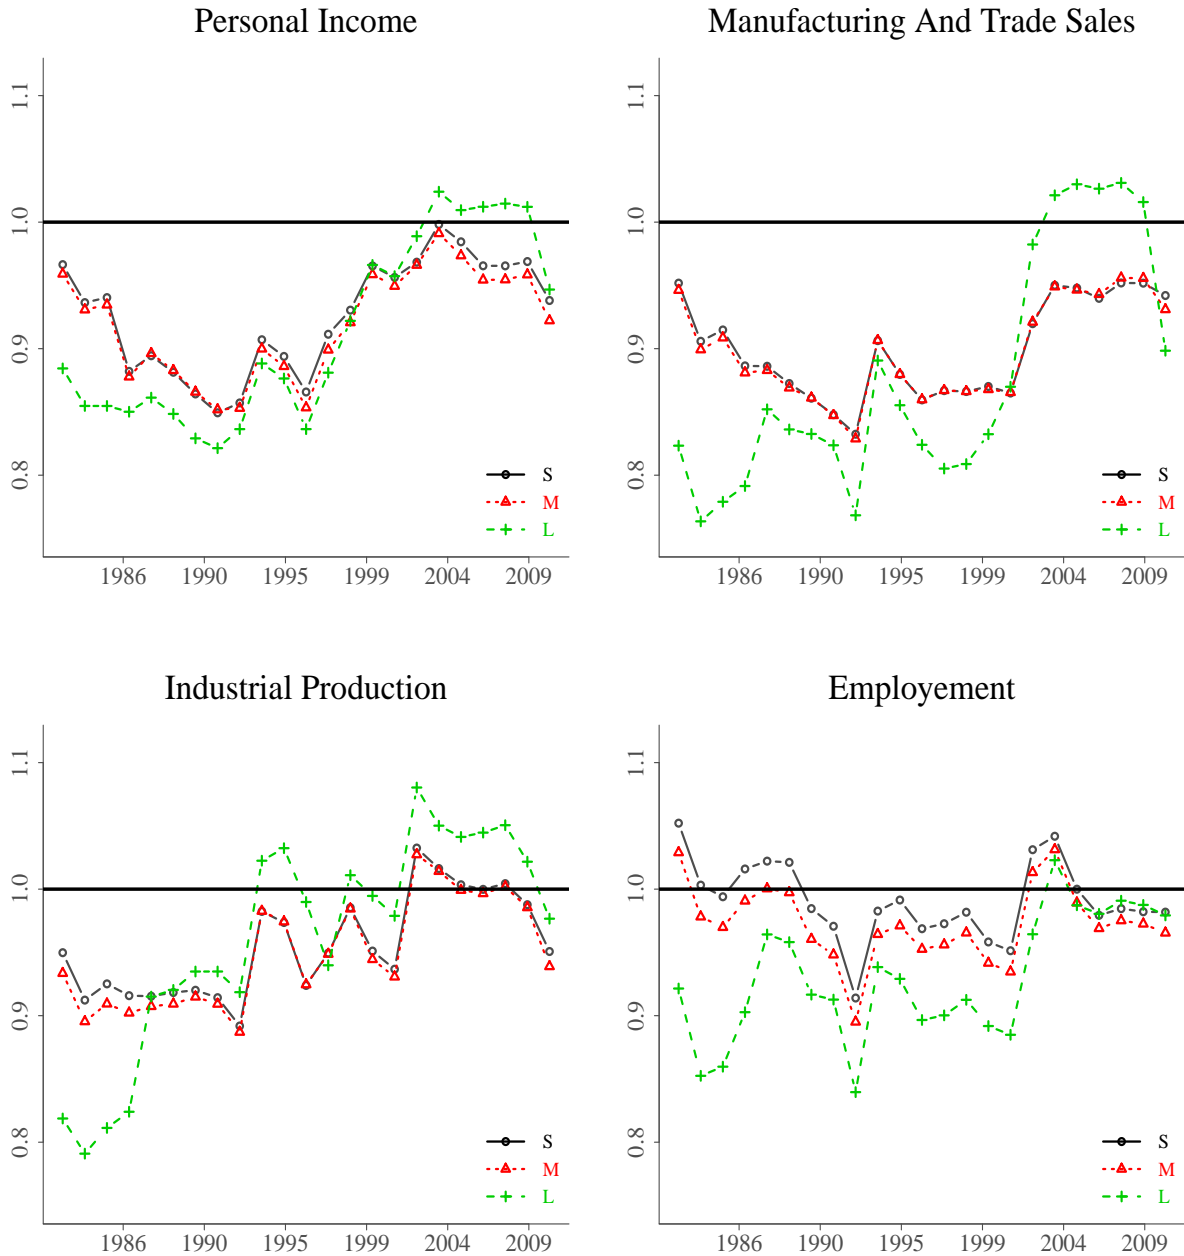 Personal Income
1.1
1.0
0.9
0.8
S
M
L
1986 1990 1995 1999 2004 2009
Manufacturing And Trade Sales
1.1
1.0
0.9
0.8
S
M
L
1986 1990 1995 1999 2004 2009
Industrial Production
1.1
1.0
0.9
0.8
S
M
L
1986 1990 1995 1999 2004 2009
Employement
1.1
1.0
0.9
0.8
S
M
L
1986 1990 1995 1999 2004 2009